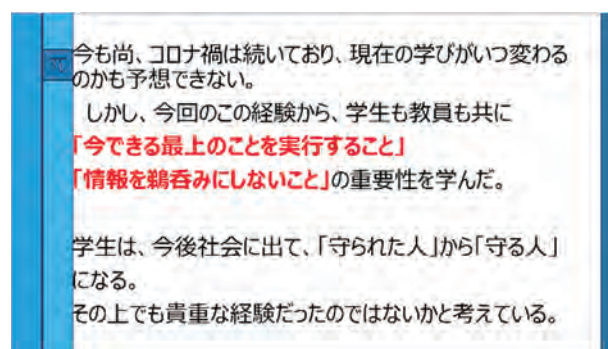 今も尚、コロナ禍は続いており、現在の学びがいつ変わる
のかも予想できない。
しかし、今回のこの経験から、学生も教員も共に
「今できる最上のことを実行すること」
「情報を鵜呑みにしないこと」の重要性を学んだ。
学生は、今後社会に出て、「守られた人」から「守る人」
になる。
その上でも貴重な経験だったのではないかと考えている。